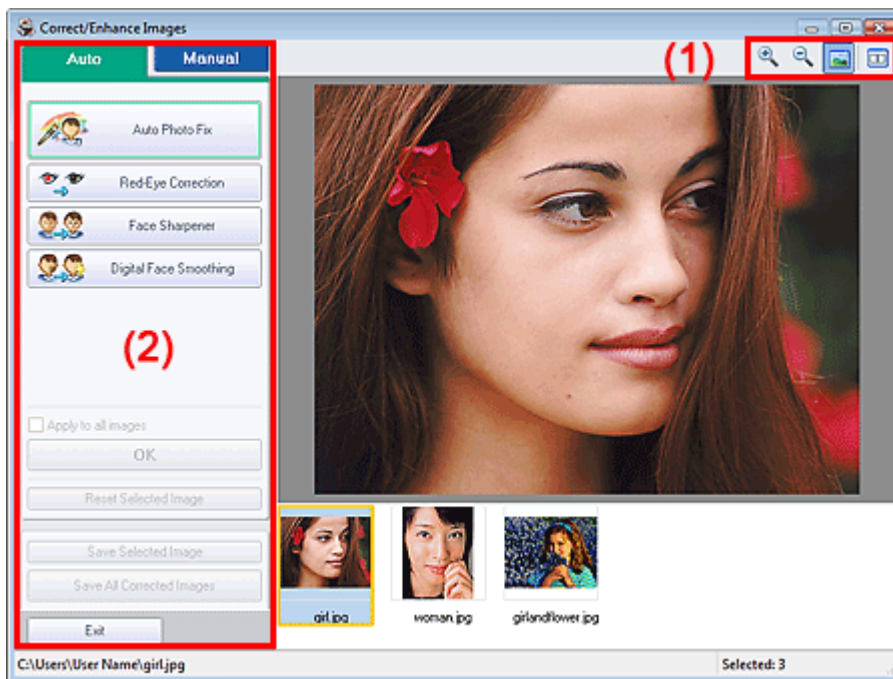 Correct/Enhance Images
Auto
Manual
(1)
Auto Photo Fix
Red-Eye Correction
Face Sharpener
Digital Face Smoothing
(2)
Apply to all images
OK
Reset Selected Image
Save Selected Image
Save All Corrected Images
Exit
girl.jpg
woman.jpg
girlandflower.jpg
C:\Users\User Name\girl.jpg
Selected: 3